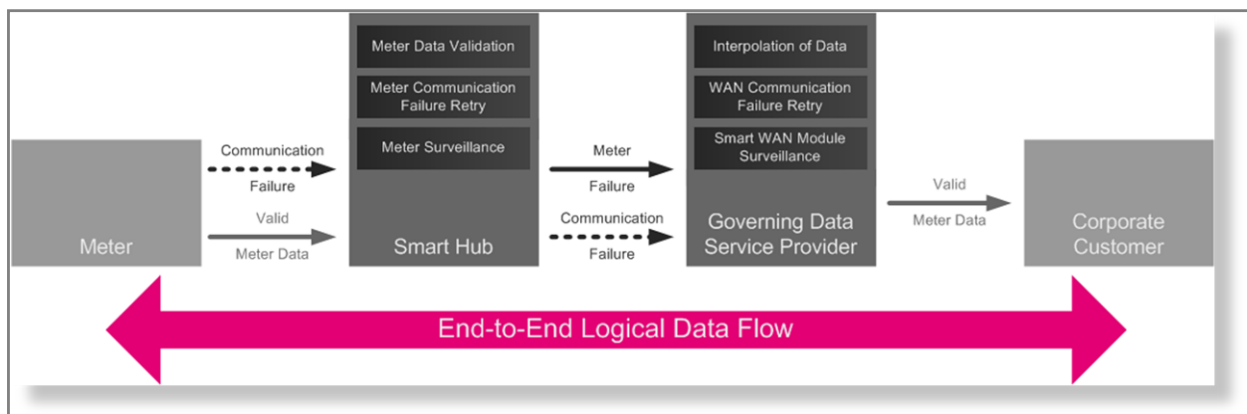 Meter Data Validation
Meter Communication
Failure Retry
Meter Surveillance
Interpolation of Data
WAN Communication
Failure Retry
Smart WAN Module
Surveillance
Communication
Failure
Valid
Meter Data
Meter
Failure
Communication
Failure
Valid
Meter Data
Meter
Smart Hub
Governing Data
Service Provider
Corporate
Customer
End-to-End Logical Data Flow